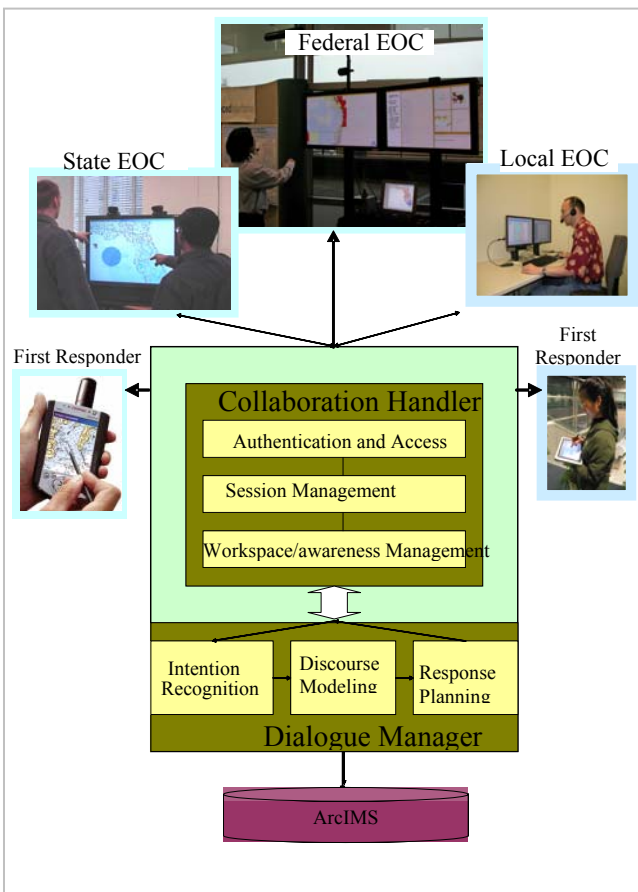 Federal EOC
State EOC
Local EOC
First Responder
First
Responder
Collaboration Handler
Authentication and Access
Session Management
Workspace/awareness Management
Intention
Recognition
Discourse
Modeling
Response
Planning
Dialogue Manager
ArcIMS